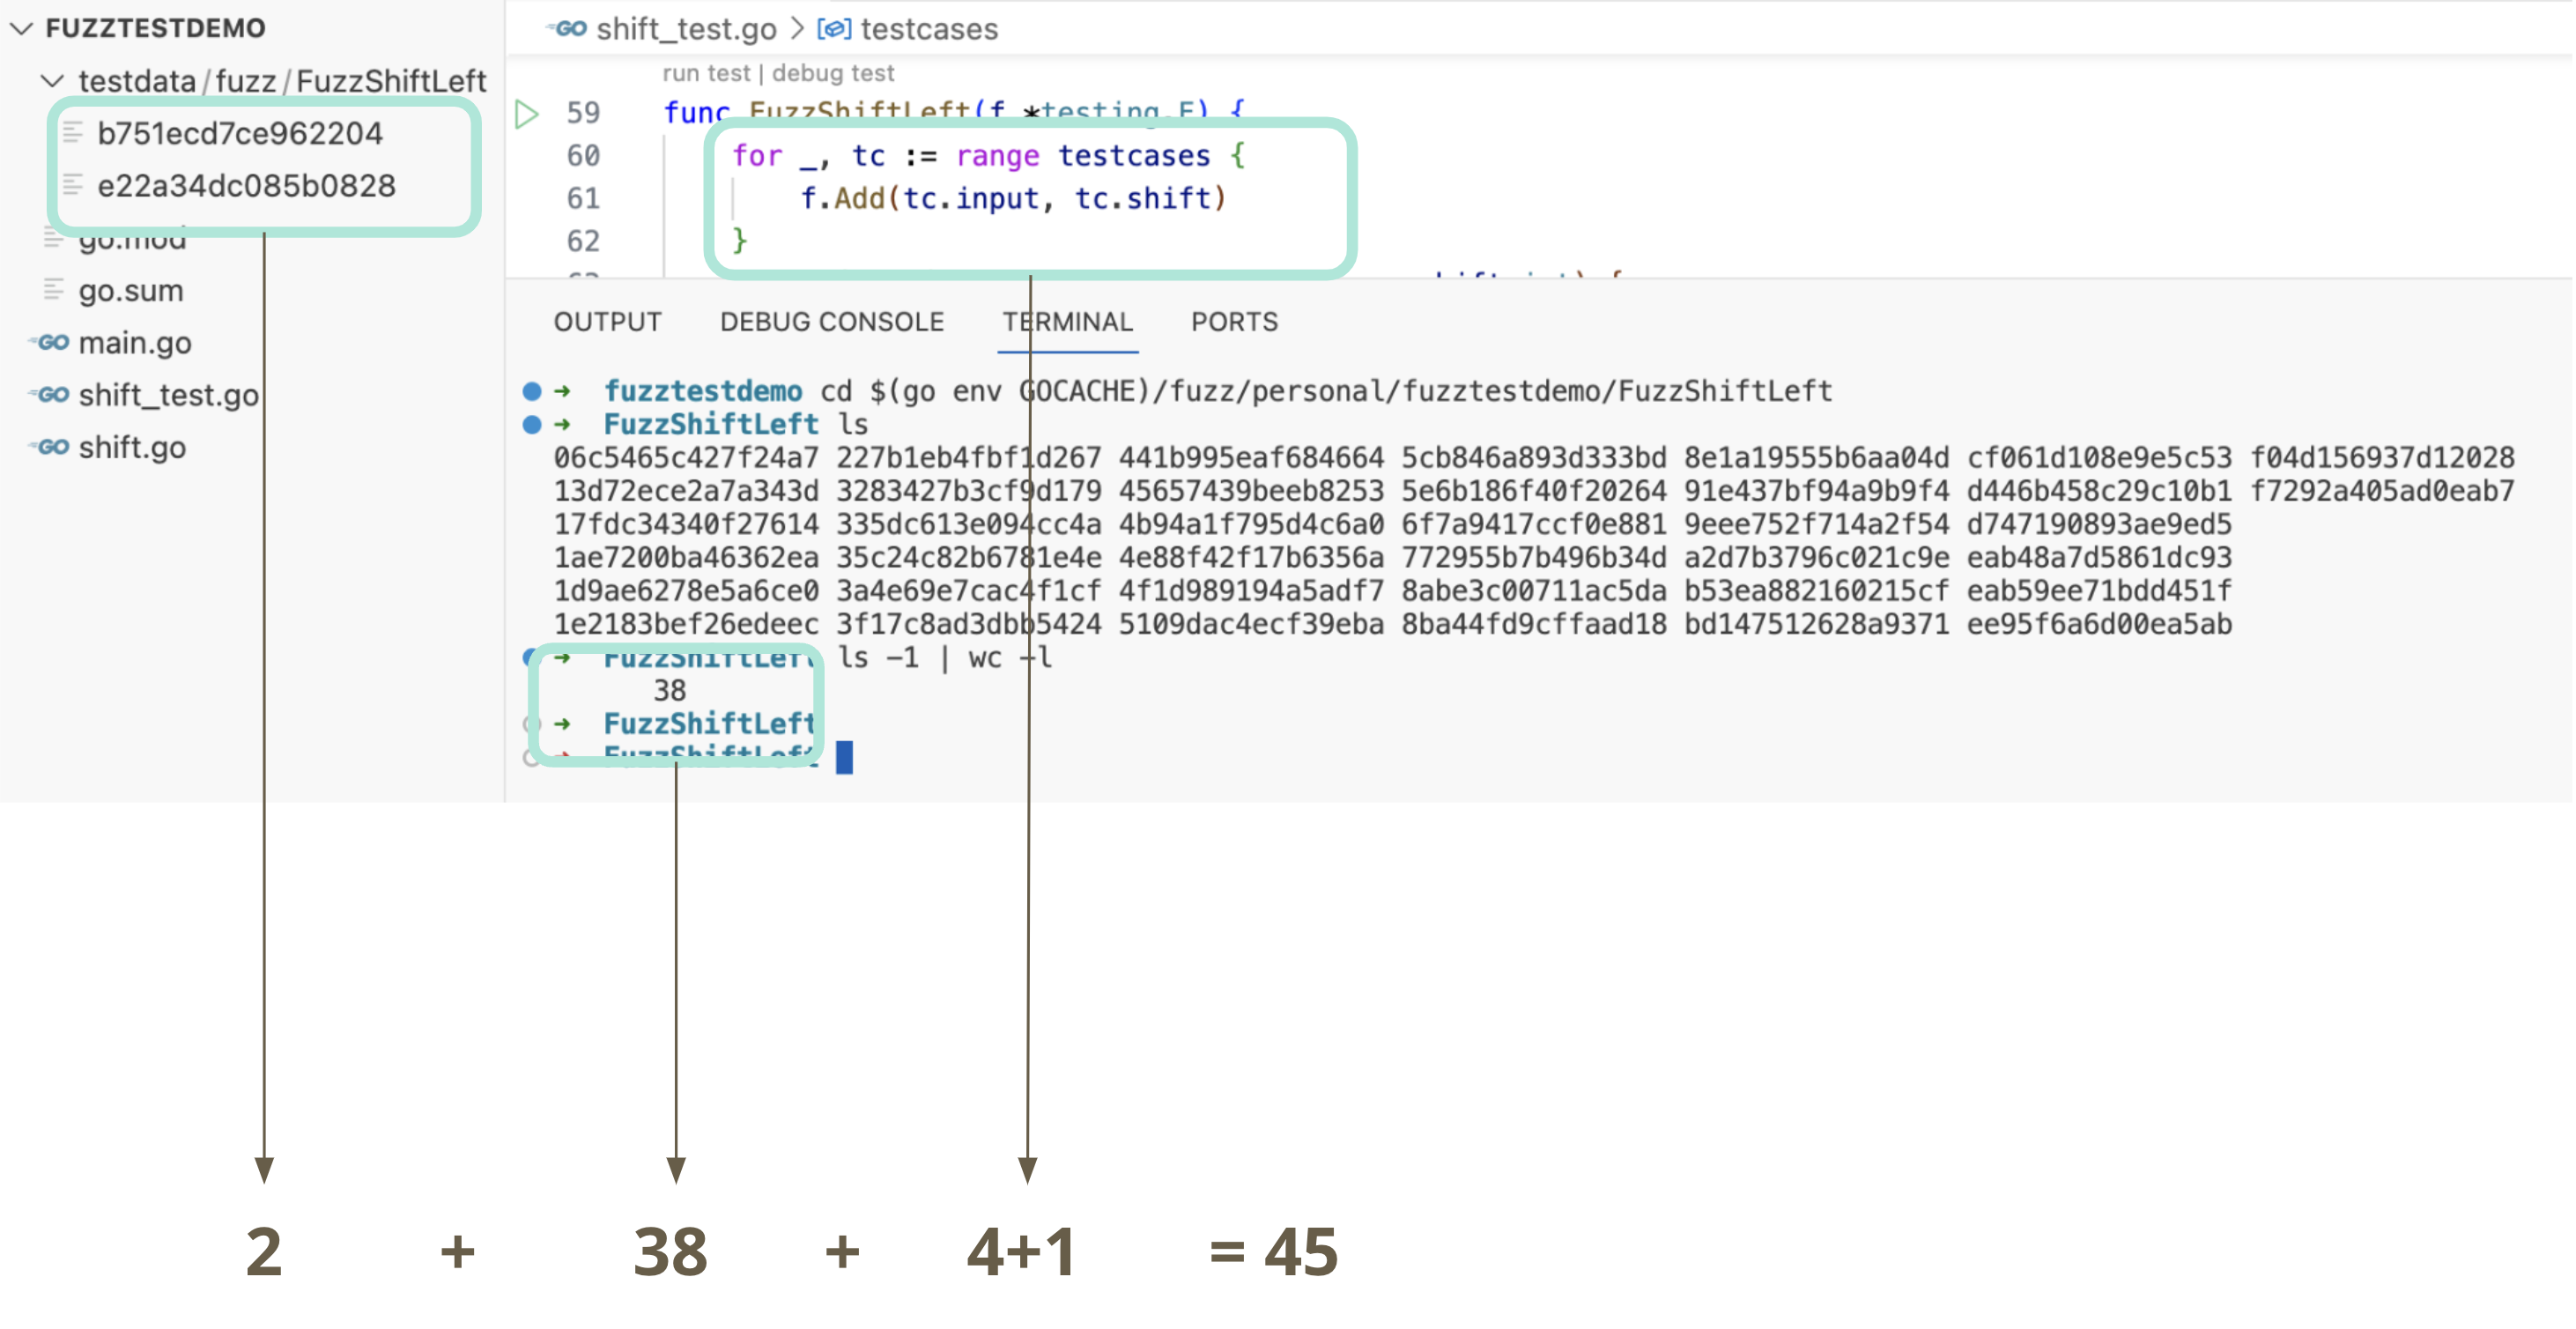 FUZZTESTDEMO
testdata / fuzz / FuzzShiftLeft
b751ecd7ce962204
e22a34dc085b0828
go.mod
go.sum
GO main.go
GO shift_test.go
GO shift.go
GO shift_test.go > testcases
run test | debug test
59 func FuzzShiftLeft(f *testing.F) {
60 for _, tc := range testcases {
61 f.Add(tc.input, tc.shift)
62 }
OUTPUT DEBUG CONSOLE TERMINAL PORTS
➜ fuzztestdemo cd $(go env GOCACHE)/fuzz/personal/fuzztestdemo/FuzzShiftLeft
➜ FuzzShiftLeft ls
06c5465c427f24a7 227b1eb4fbf1d267 441b995eaf684664 5cb846a893d333bd 8e1a19555b6aa04d cf061d108e9e5c53 f04d156937d12028
13d72ece2a7a343d 3283427b3cf9d179 45657439beeb8253 5e6b186f40f20264 91e437bf94a9b9f4 d446b458c29c10b1 f7292a405ad0eab7
17fdc34340f27614 335dc613e094cc4a 4b94a1f795d4c6a0 6f7a9417ccf0e881 9eee752f714a2f54 d747190893ae9ed5
1ae7200ba46362ea 35c24c82b6781e4e 4e88f42f17b6356a 772955b7b496b34d a2d7b3796c021c9e eab48a7d5861dc93
1d9ae6278e5a6ce0 3a4e69e7cac4f1cf 4f1d989194a5adf7 8abe3c00711ac5da b53ea882160215cf eab59ee71bdd451f
1e2183bef26edeec 3f17c8ad3dbb5424 5109dac4ecf39eba 8ba44fd9cffaad18 bd147512628a9371 ee95f6a6d00ea5ab
➜ FuzzShiftLeft ls -1 | wc -l
38
➜ FuzzShiftLeft
➜ FuzzShiftLeft
2 + 38 + 4+1 = 45